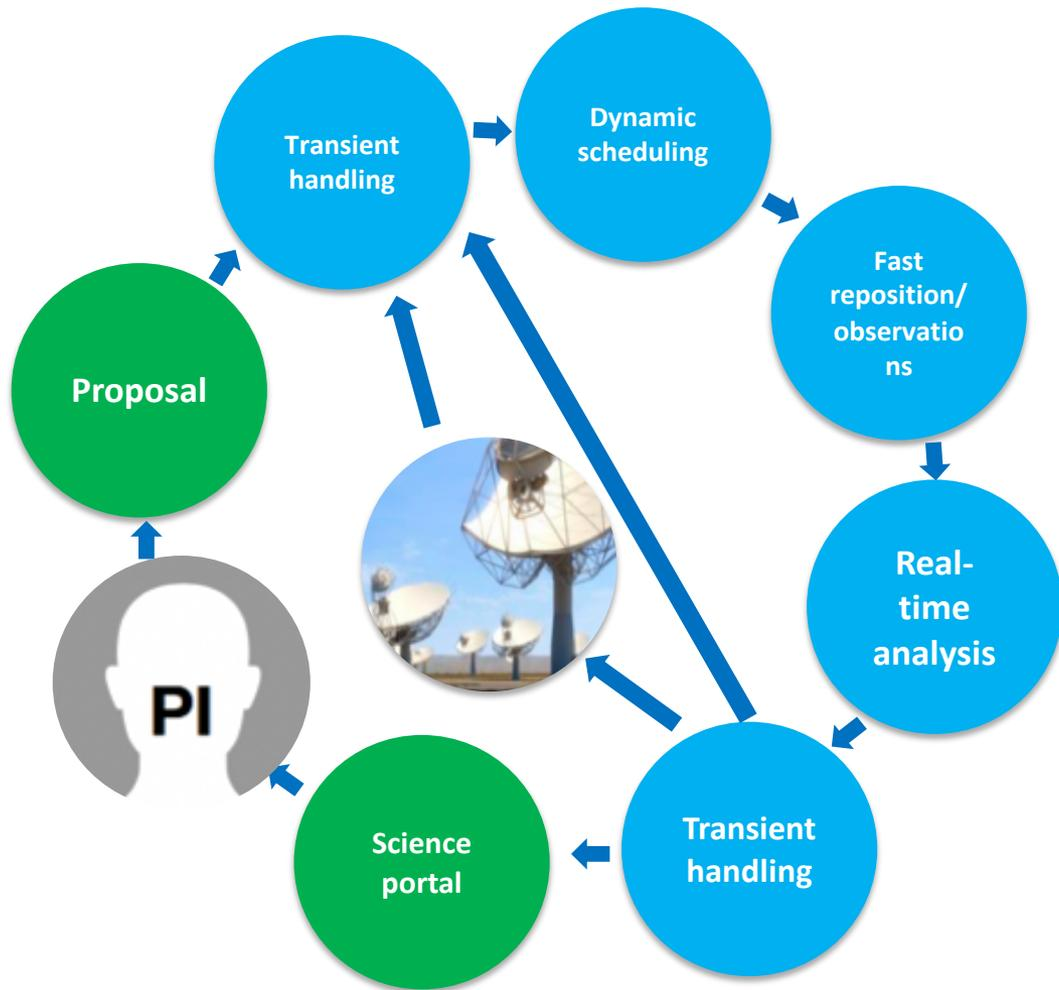 Transient
handling
Dynamic
scheduling
Fast
reposition/
observatio
ns
Proposal
Real-
time
analysis
PI
Transient
handling
Science
portal